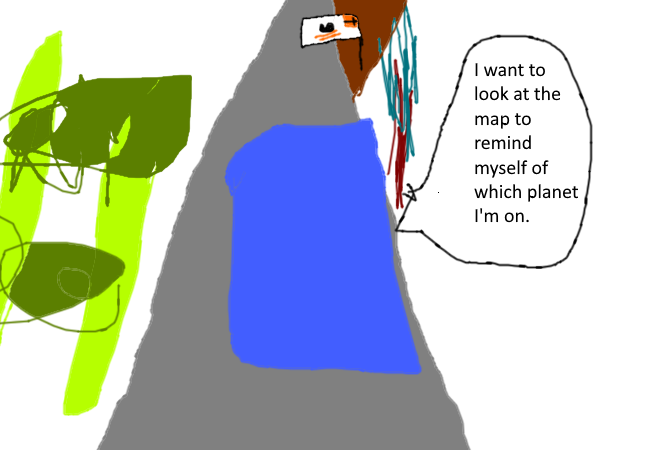 I want to
look at the
map to
remind
myself of
which planet
I'm on.